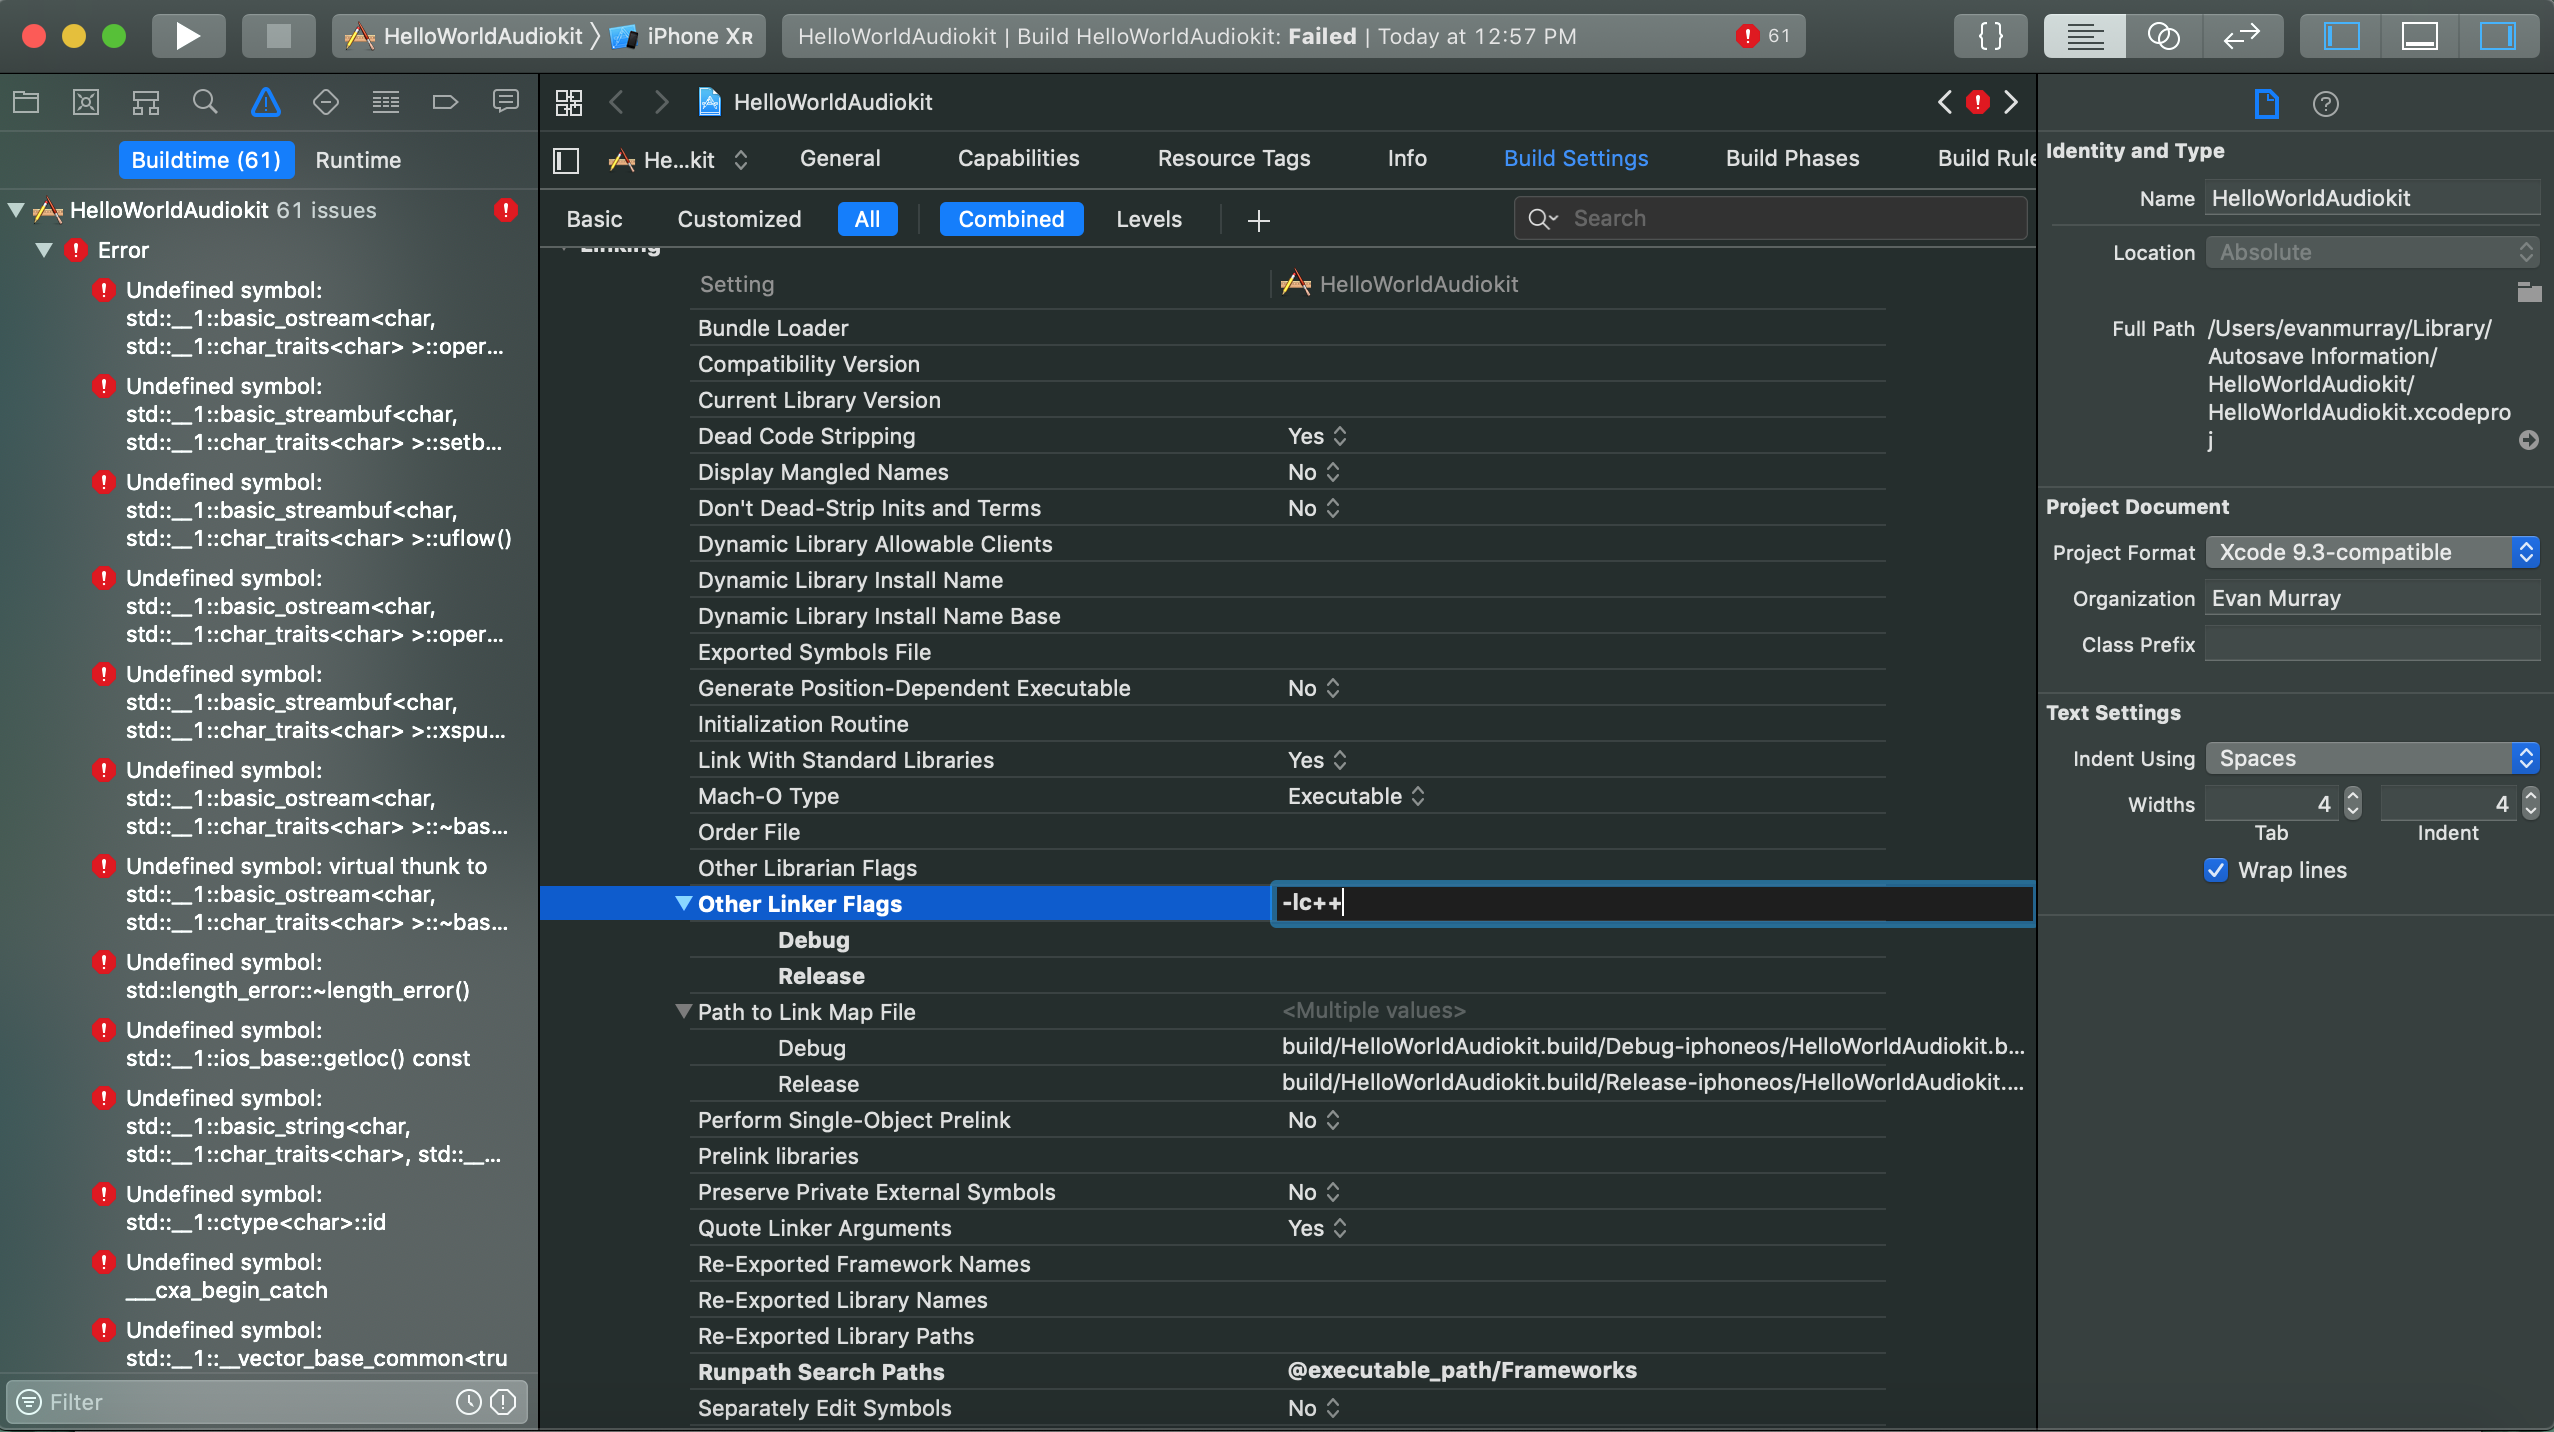 HelloWorldAudiokit
iPhone XR
HelloWorldAudiokit | Build HelloWorldAudiokit: Failed | Today at 12:57 PM
61
{}
HelloWorldAudiokit
Buildtime (61)
Runtime
He...kit
General
Capabilities
Resource Tags
Info
Build Settings
Build Phases
Build Rule
Basic
Customized
All
Combined
Levels
Search
HelloWorldAudiokit 61 issues
Error
Undefined symbol:
std::__1::basic_ostream<char,
std::__1::char_traits<char> >::oper...
Undefined symbol:
std::__1::basic_streambuf<char,
std::__1::char_traits<char> >::setb...
Undefined symbol:
std::__1::basic_streambuf<char,
std::__1::char_traits<char> >::uflow()
Undefined symbol:
std::__1::basic_ostream<char,
std::__1::char_traits<char> >::oper...
Undefined symbol:
std::__1::basic_streambuf<char,
std::__1::char_traits<char> >::xspu...
Undefined symbol:
std::__1::basic_ostream<char,
std::__1::char_traits<char> >::~bas...
Undefined symbol: virtual thunk to
std::__1::basic_ostream<char,
std::__1::char_traits<char> >::~bas...
Undefined symbol:
std::length_error::~length_error()
Undefined symbol:
std::__1::ios_base::getloc() const
Undefined symbol:
std::__1::basic_string<char,
std::__1::char_traits<char>, std::__...
Undefined symbol:
std::__1::ctype<char>::id
Undefined symbol:
___cxa_begin_catch
Undefined symbol:
std::__1::__vector_base_common<tru
Filter
Linking
Setting
HelloWorldAudiokit
Bundle Loader
Compatibility Version
Current Library Version
Dead Code Stripping Yes
Display Mangled Names No
Don't Dead-Strip Inits and Terms No
Dynamic Library Allowable Clients
Dynamic Library Install Name
Dynamic Library Install Name Base
Exported Symbols File
Generate Position-Dependent Executable No
Initialization Routine
Link With Standard Libraries Yes
Mach-O Type Executable
Order File
Other Librarian Flags
Other Linker Flags -lc++
Debug
Release
Path to Link Map File <Multiple values>
Debug build/HelloWorldAudiokit.build/Debug-iphoneos/HelloWorldAudiokit.b...
Release build/HelloWorldAudiokit.build/Release-iphoneos/HelloWorldAudiokit....
Perform Single-Object Prelink No
Prelink libraries
Preserve Private External Symbols No
Quote Linker Arguments Yes
Re-Exported Framework Names
Re-Exported Library Names
Re-Exported Library Paths
Runpath Search Paths @executable_path/Frameworks
Separately Edit Symbols No
Identity and Type
Name HelloWorldAudiokit
Location Absolute
Full Path /Users/evanmurray/Library/
Autosave Information/
HelloWorldAudiokit/
HelloWorldAudiokit.xcodepro
j
Project Document
Project Format Xcode 9.3-compatible
Organization Evan Murray
Class Prefix
Text Settings
Indent Using Spaces
Widths 4 4
Tab Indent
Wrap lines